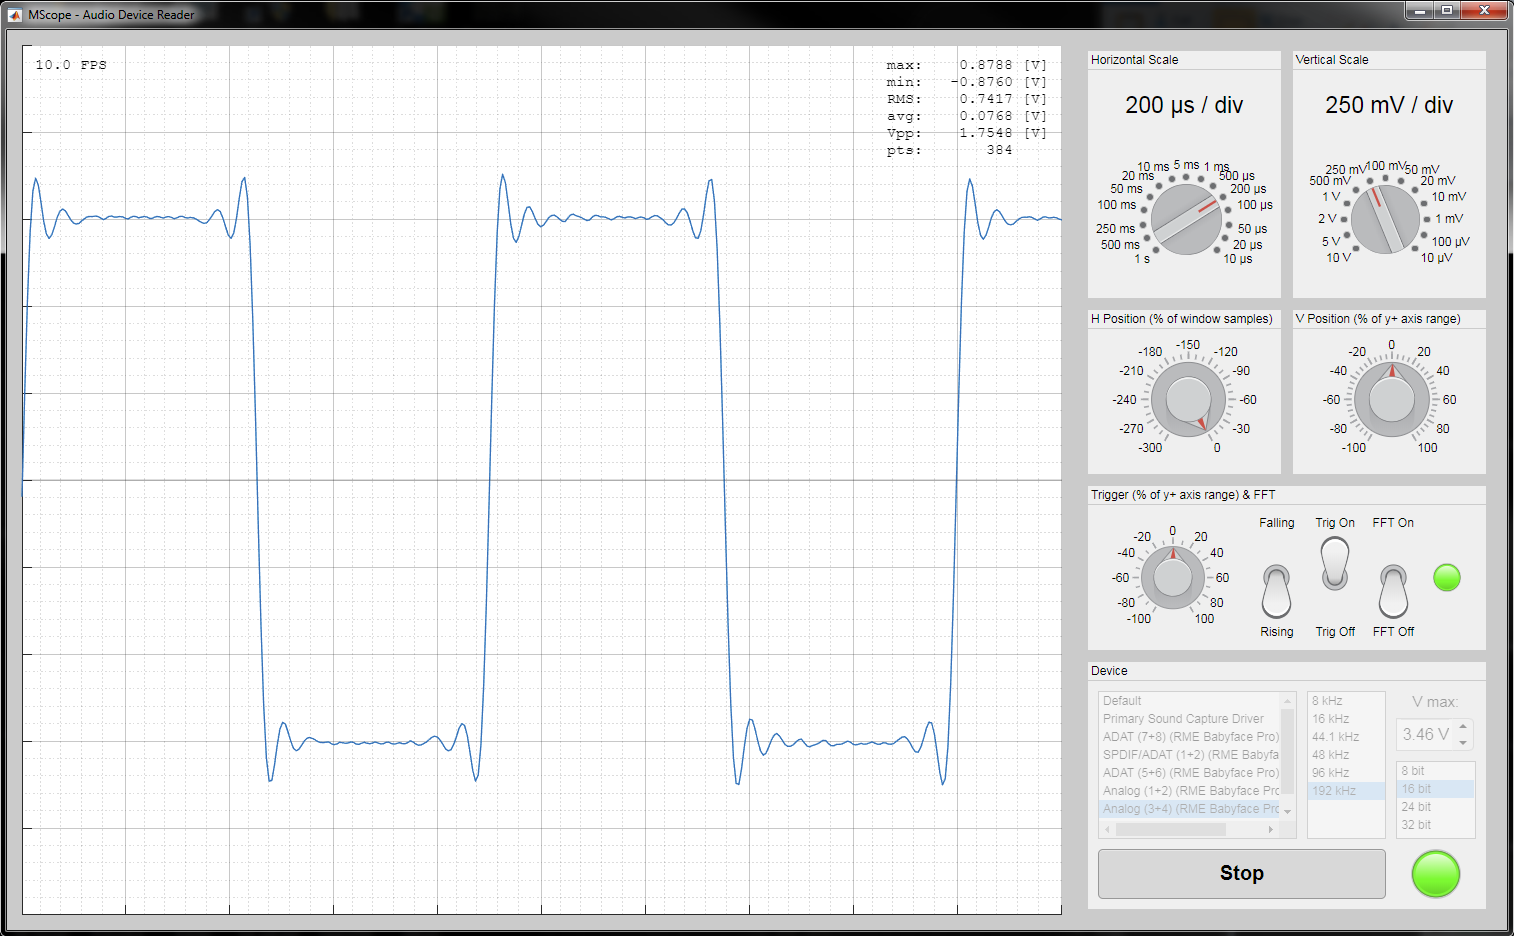 MScope - Audio Device Reader
10.0 FPS
max: 0.8788 [V]
min: -0.8760 [V]
RMS: 0.7417 [V]
avg: 0.0768 [V]
Vpp: 1.7548 [V]
pts: 384
Horizontal Scale
200 µs / div
10 ms 5 ms 1 ms
20 ms 500 µs
50 ms 200 µs
100 ms 100 µs
250 ms 50 µs
500 ms 20 µs
1 s 10 µs
Vertical Scale
250 mV / div
250 mV 100 mV 50 mV
500 mV 20 mV
1 V 10 mV
2 V 1 mV
5 V 100 µV
10 V 10 µV
H Position (% of window samples)
-150
-180 -120
-210 -90
-240 -60
-270 -30
-300 0
V Position (% of y+ axis range)
0
-20 20
-40 40
-60 60
-80 80
-100 100
Trigger (% of y+ axis range) & FFT
0
-20 20
-40 40
-60 60
-80 80
-100 100
Falling Trig On FFT On
Rising Trig Off FFT Off
Device
Default
Primary Sound Capture Driver
ADAT (7+8) (RME Babyface Pro)
SPDIF/ADAT (1+2) (RME Babyfa
ADAT (5+6) (RME Babyface Pro)
Analog (1+2) (RME Babyface Pro
Analog (3+4) (RME Babyface Pro
8 kHz
16 kHz
44.1 kHz
48 kHz
96 kHz
192 kHz
V max:
3.46 V
8 bit
16 bit
24 bit
32 bit
Stop